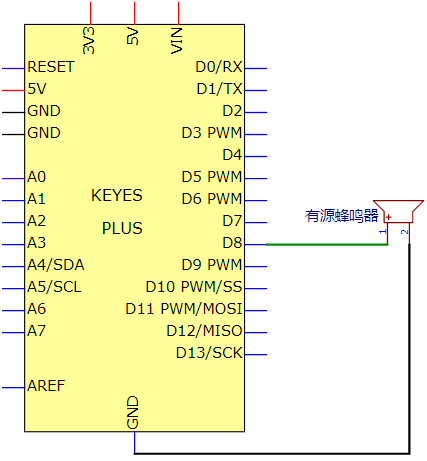 3V3
5V
VIN
RESET
D0/RX
5V
D1/TX
GND
D2
GND
D3 PWM
D4
A0
D5 PWM
A1
KEYES
D6 PWM
有源蜂鸣器
+
A2
PLUS
D7
1
2
A3
D8
A4/SDA
D9 PWM
A5/SCL
D10 PWM/SS
A6
D11 PWM/MOSI
A7
D12/MISO
D13/SCK
AREF
GND